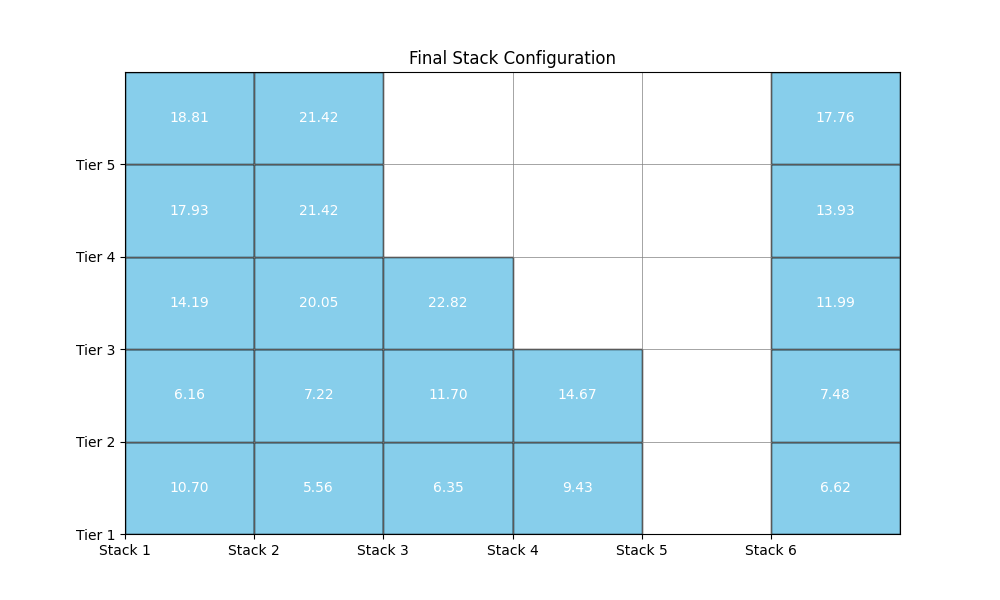 Final Stack Configuration
18.81 21.42 17.76
Tier 5
17.93 21.42 13.93
Tier 4
14.19 20.05 22.82 11.99
Tier 3
6.16 7.22 11.70 14.67 7.48
Tier 2
10.70 5.56 6.35 9.43 6.62
Tier 1
Stack 1 Stack 2 Stack 3 Stack 4 Stack 5 Stack 6